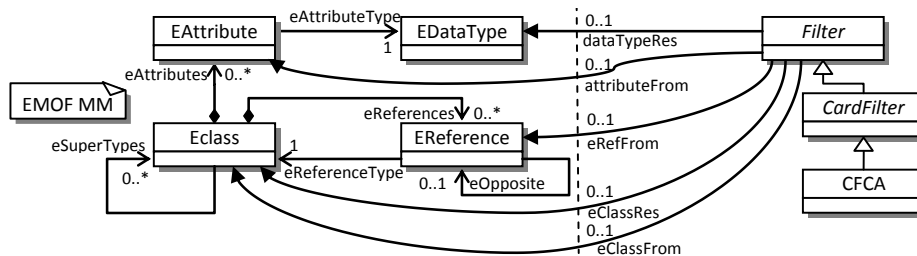 EAttribute
eAttributeType
1
EDataType
0..1
dataTypeRes
Filter
eAttributes
0..*
0..1
attributeFrom
EMOF MM
eReferences
0..*
0..1
eRefFrom
CardFilter
Eclass
EReference
eSuperTypes
0..*
1
eReferenceType
0..1
eOpposite
CFCA
0..1
eClassRes
0..1
eClassFrom